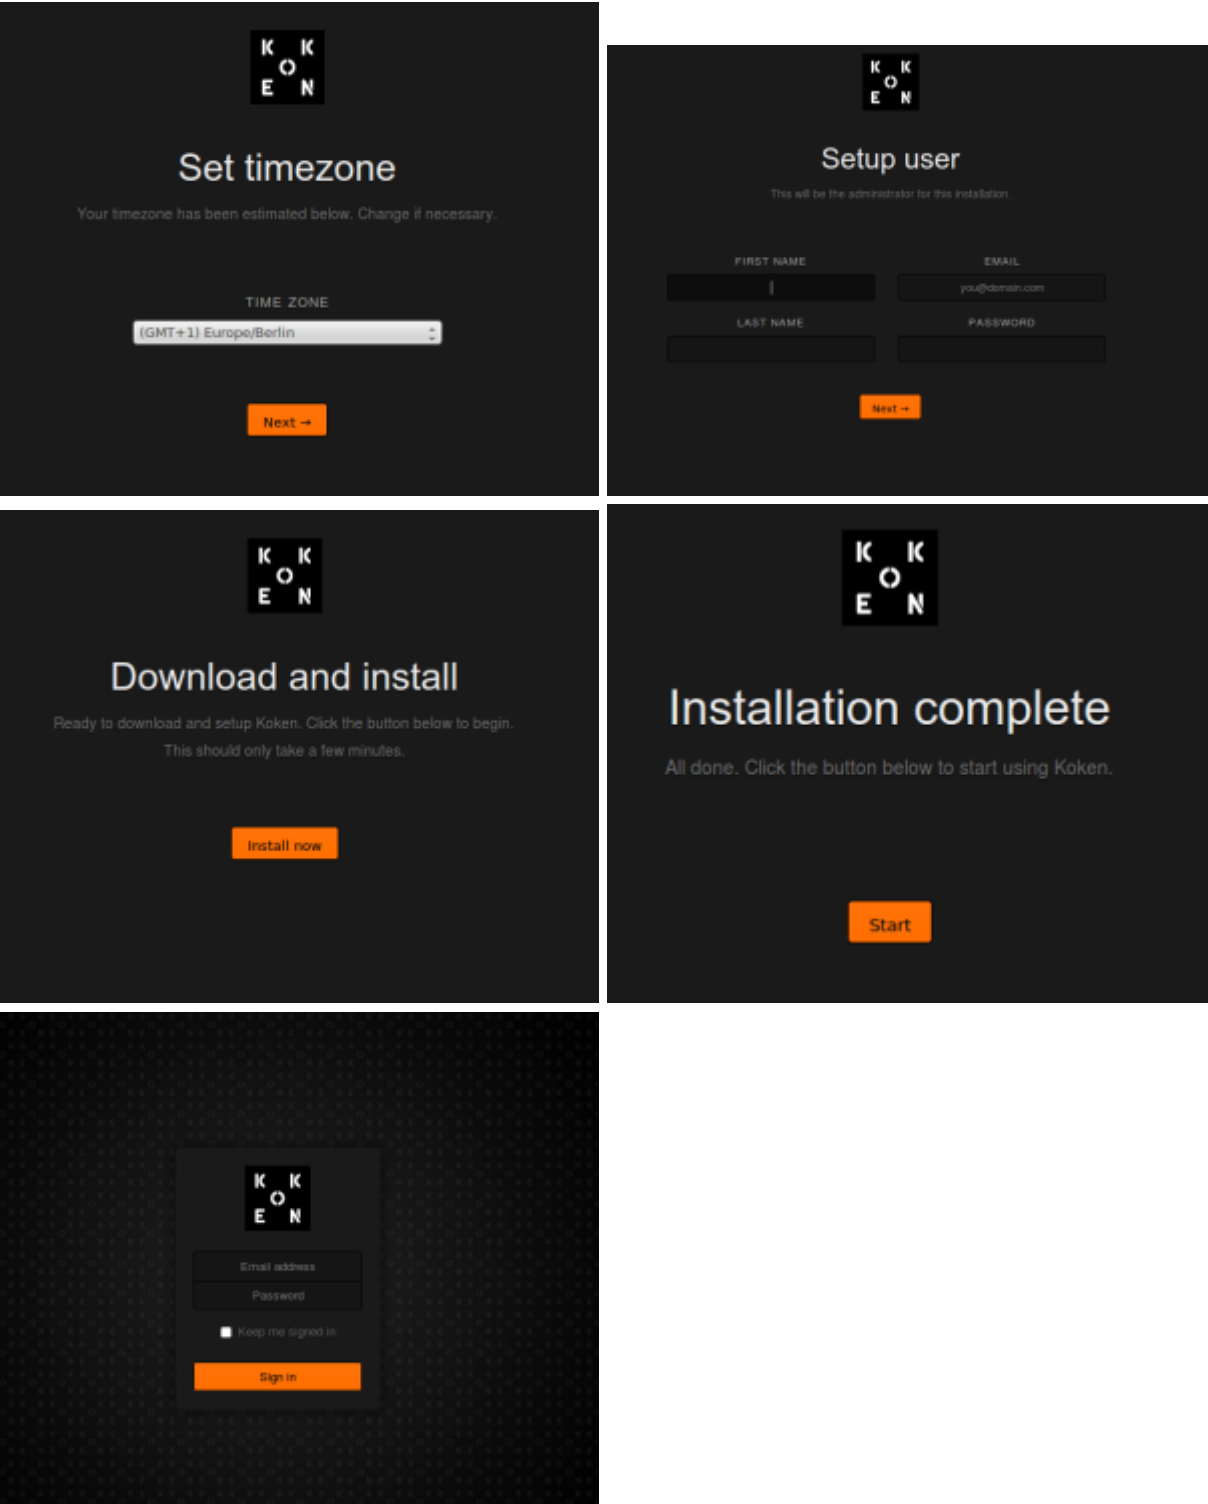 K K
O
E N
Set timezone
Your timezone has been estimated below. Change if necessary.
TIME ZONE
(GMT+1) Europe/Berlin
Next →
K K
O
E N
Setup user
This will be the administrator for this installation.
FIRST NAME EMAIL
you@domain.com
LAST NAME PASSWORD
Next →
K K
O
E N
Download and install
Ready to download and setup Koken. Click the button below to begin.
This should only take a few minutes.
Install now
K K
O
E N
Installation complete
All done. Click the button below to start using Koken.
Start
K K
O
E N
Email address
Password
Keep me signed in
Sign in